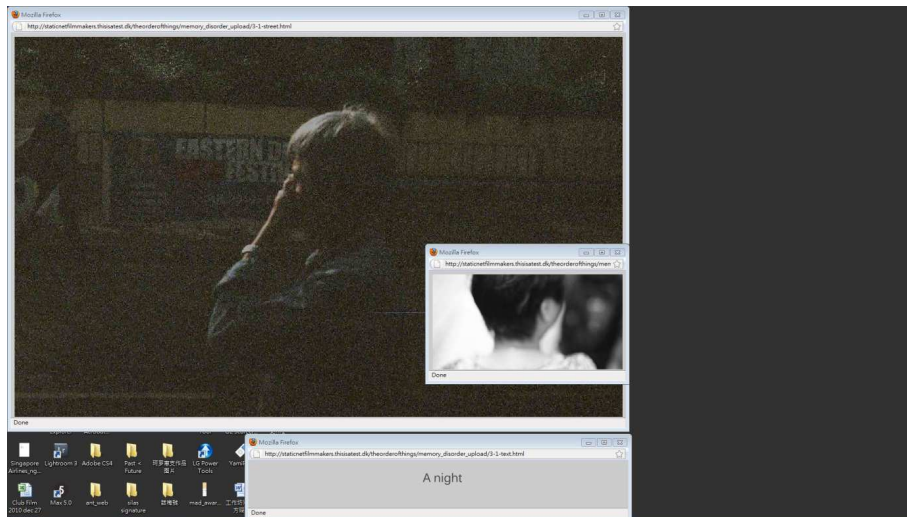 Mozilla Firefox
http://staticnetfilmmakers.thisisatest.dk/theorderofthings/memory_disorder_upload/3-1-street.html
EASTERN
FESTI
Mozilla Firefox
http://staticnetfilmmakers.thisisatest.dk/theorderofthings/mem
Done
Done
Mozilla Firefox
http://staticnetfilmmakers.thisisatest.dk/theorderofthings/memory_disorder_upload/3-1-text.html
A night
Done
Singapore Lightroom 3 Adobe CS4 Past < LG Power
Airlines_ng... Future Tools
Club Film Max 5.0 ant_web silas mad_awar...
2010 dec 27 signature